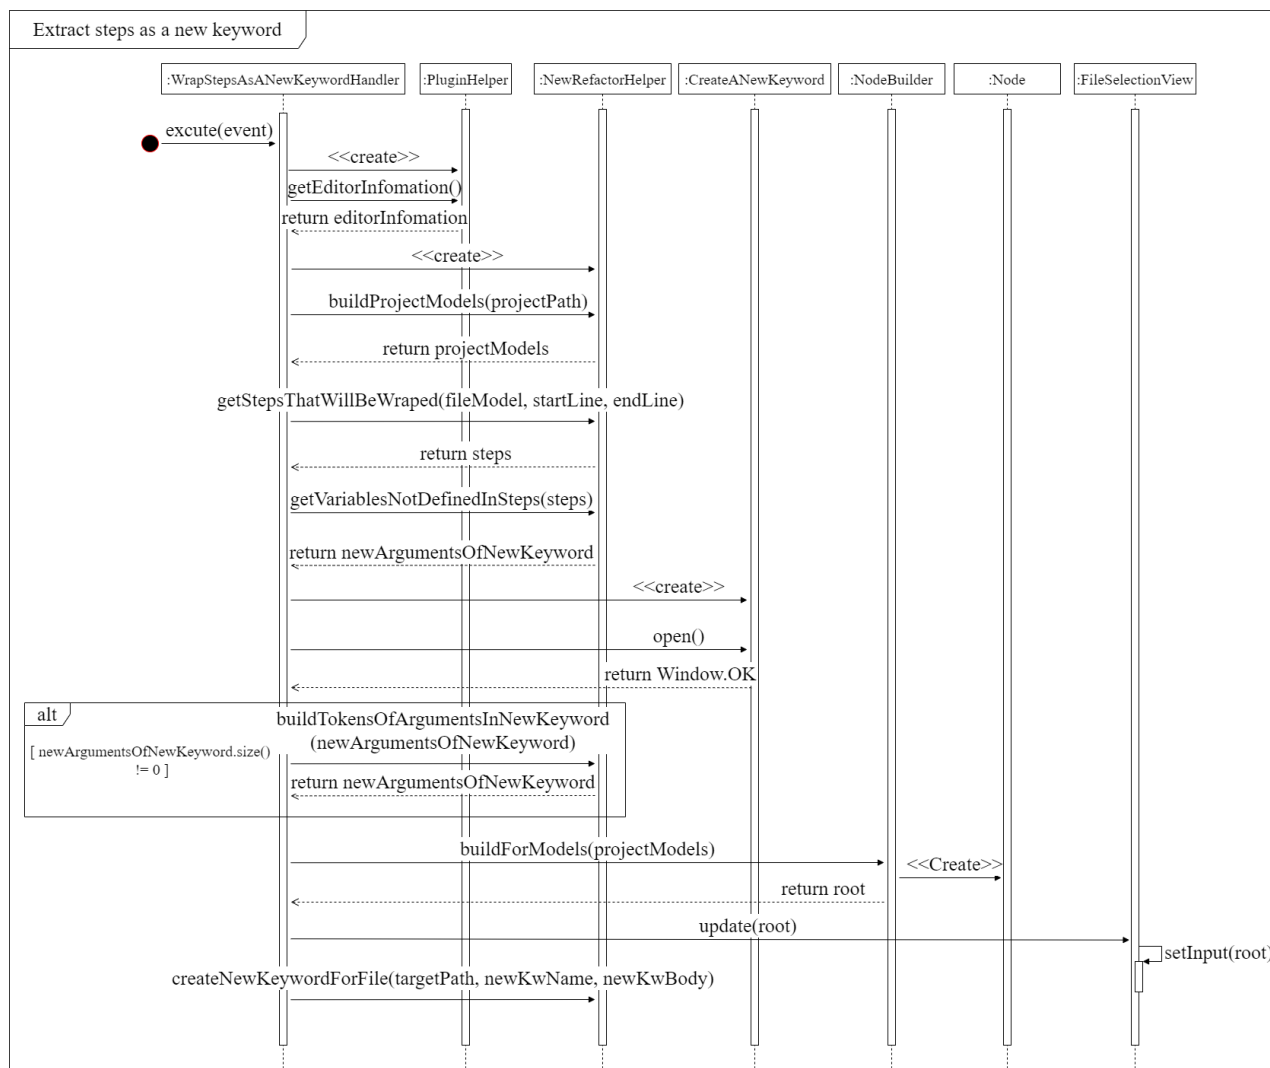 Extract steps as a new keyword
:WrapStepsAsANewKeywordHandler
:PluginHelper
:NewRefactorHelper
:CreateANewKeyword
:NodeBuilder
:Node
:FileSelectionView
excute(event)
<<create>>
getEditorInfomation()
return editorInfomation
<<create>>
buildProjectModels(projectPath)
return projectModels
getStepsThatWillBeWraped(fileModel, startLine, endLine)
return steps
getVariablesNotDefinedInSteps(steps)
return newArgumentsOfNewKeyword
<<create>>
open()
return Window.OK
alt
[ newArgumentsOfNewKeyword.size()
!= 0 ]
buildTokensOfArgumentsInNewKeyword
(newArgumentsOfNewKeyword)
return newArgumentsOfNewKeyword
buildForModels(projectModels)
<<Create>>
return root
update(root)
setInput(root)
createNewKeywordForFile(targetPath, newKwName, newKwBody)